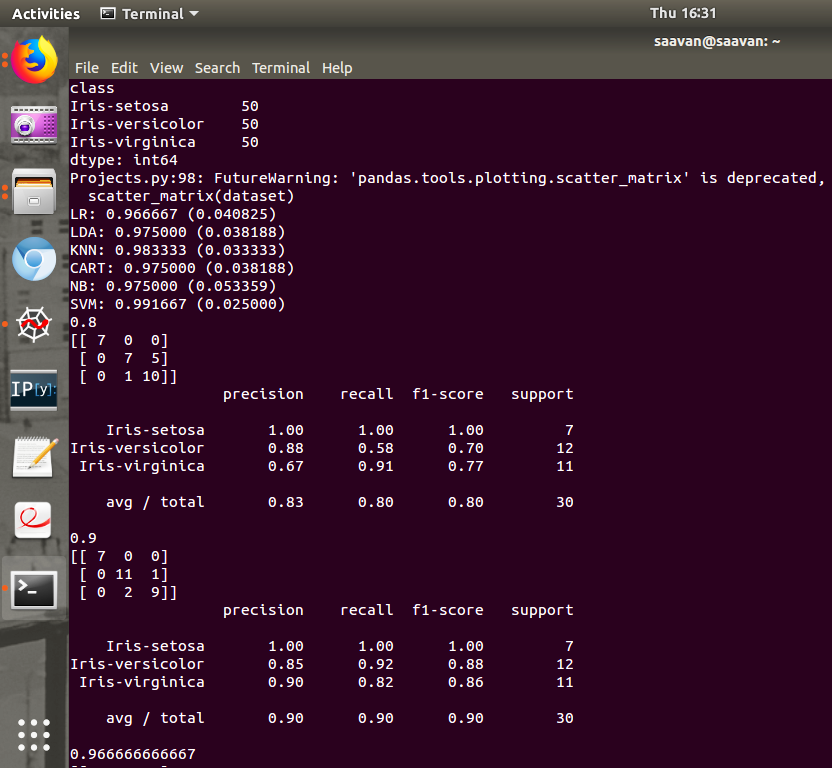 Activities Terminal Thu 16:31
saavan@saavan: ~
File Edit View Search Terminal Help
class
Iris-setosa 50
Iris-versicolor 50
Iris-virginica 50
dtype: int64
Projects.py:98: FutureWarning: 'pandas.tools.plotting.scatter_matrix' is deprecated,
scatter_matrix(dataset)
LR: 0.966667 (0.040825)
LDA: 0.975000 (0.038188)
KNN: 0.983333 (0.033333)
CART: 0.975000 (0.038188)
NB: 0.975000 (0.053359)
SVM: 0.991667 (0.025000)
0.8
[[ 7 0 0]
[ 0 7 5]
[ 0 1 10]]
precision recall f1-score support
Iris-setosa 1.00 1.00 1.00 7
Iris-versicolor 0.88 0.58 0.70 12
Iris-virginica 0.67 0.91 0.77 11
avg / total 0.83 0.80 0.80 30
0.9
[[ 7 0 0]
[ 0 11 1]
[ 0 2 9]]
precision recall f1-score support
Iris-setosa 1.00 1.00 1.00 7
Iris-versicolor 0.85 0.92 0.88 12
Iris-virginica 0.90 0.82 0.86 11
avg / total 0.90 0.90 0.90 30
0.966666666667
IP[y]: